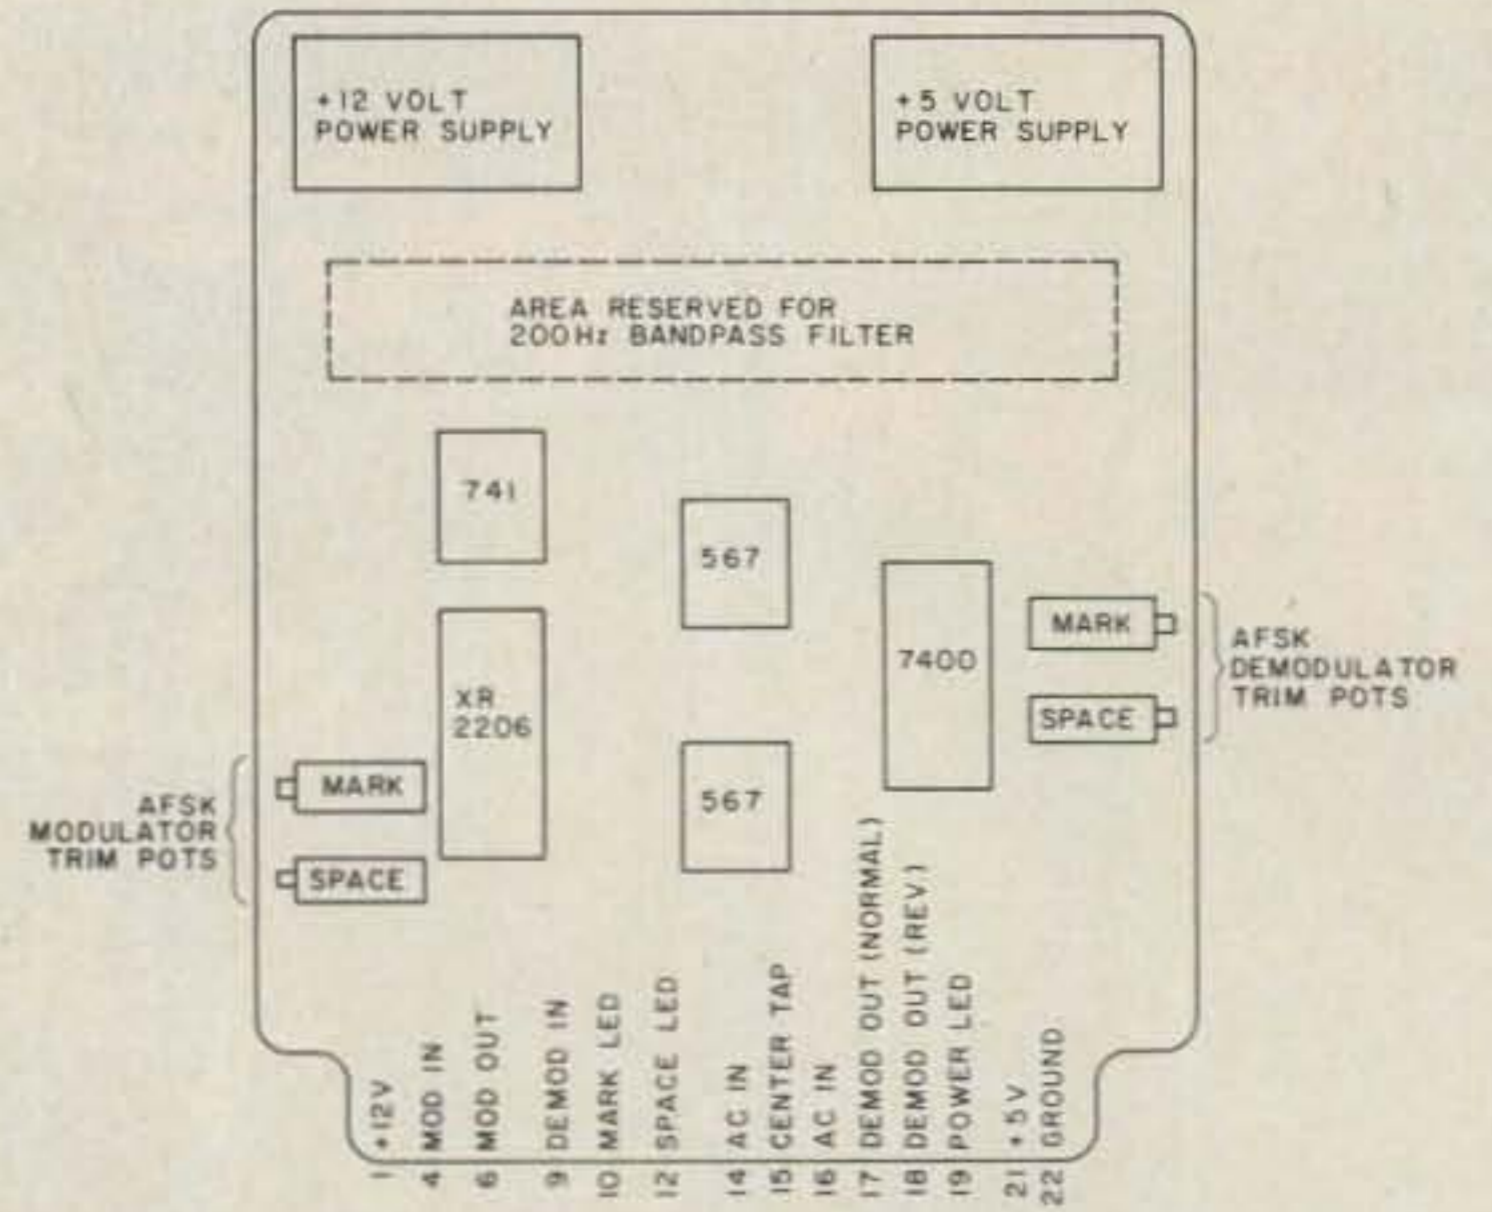 +12 VOLT
POWER SUPPLY
+5 VOLT
POWER SUPPLY
AREA RESERVED FOR
200Hz BANDPASS FILTER
741
567
7400
MARK
SPACE
AFSK
DEMODULATOR
TRIM POTS
XR
2206
567
AFSK
MODULATOR
TRIM POTS
MARK
SPACE
1 +12V
4 MOD IN
6 MOD OUT
9 DEMOD IN
10 MARK LED
12 SPACE LED
14 AC IN
15 CENTER TAP
16 AC IN
17 DEMOD OUT (NORMAL)
18 DEMOD OUT (REV.)
19 POWER LED
21 +5V
22 GROUND